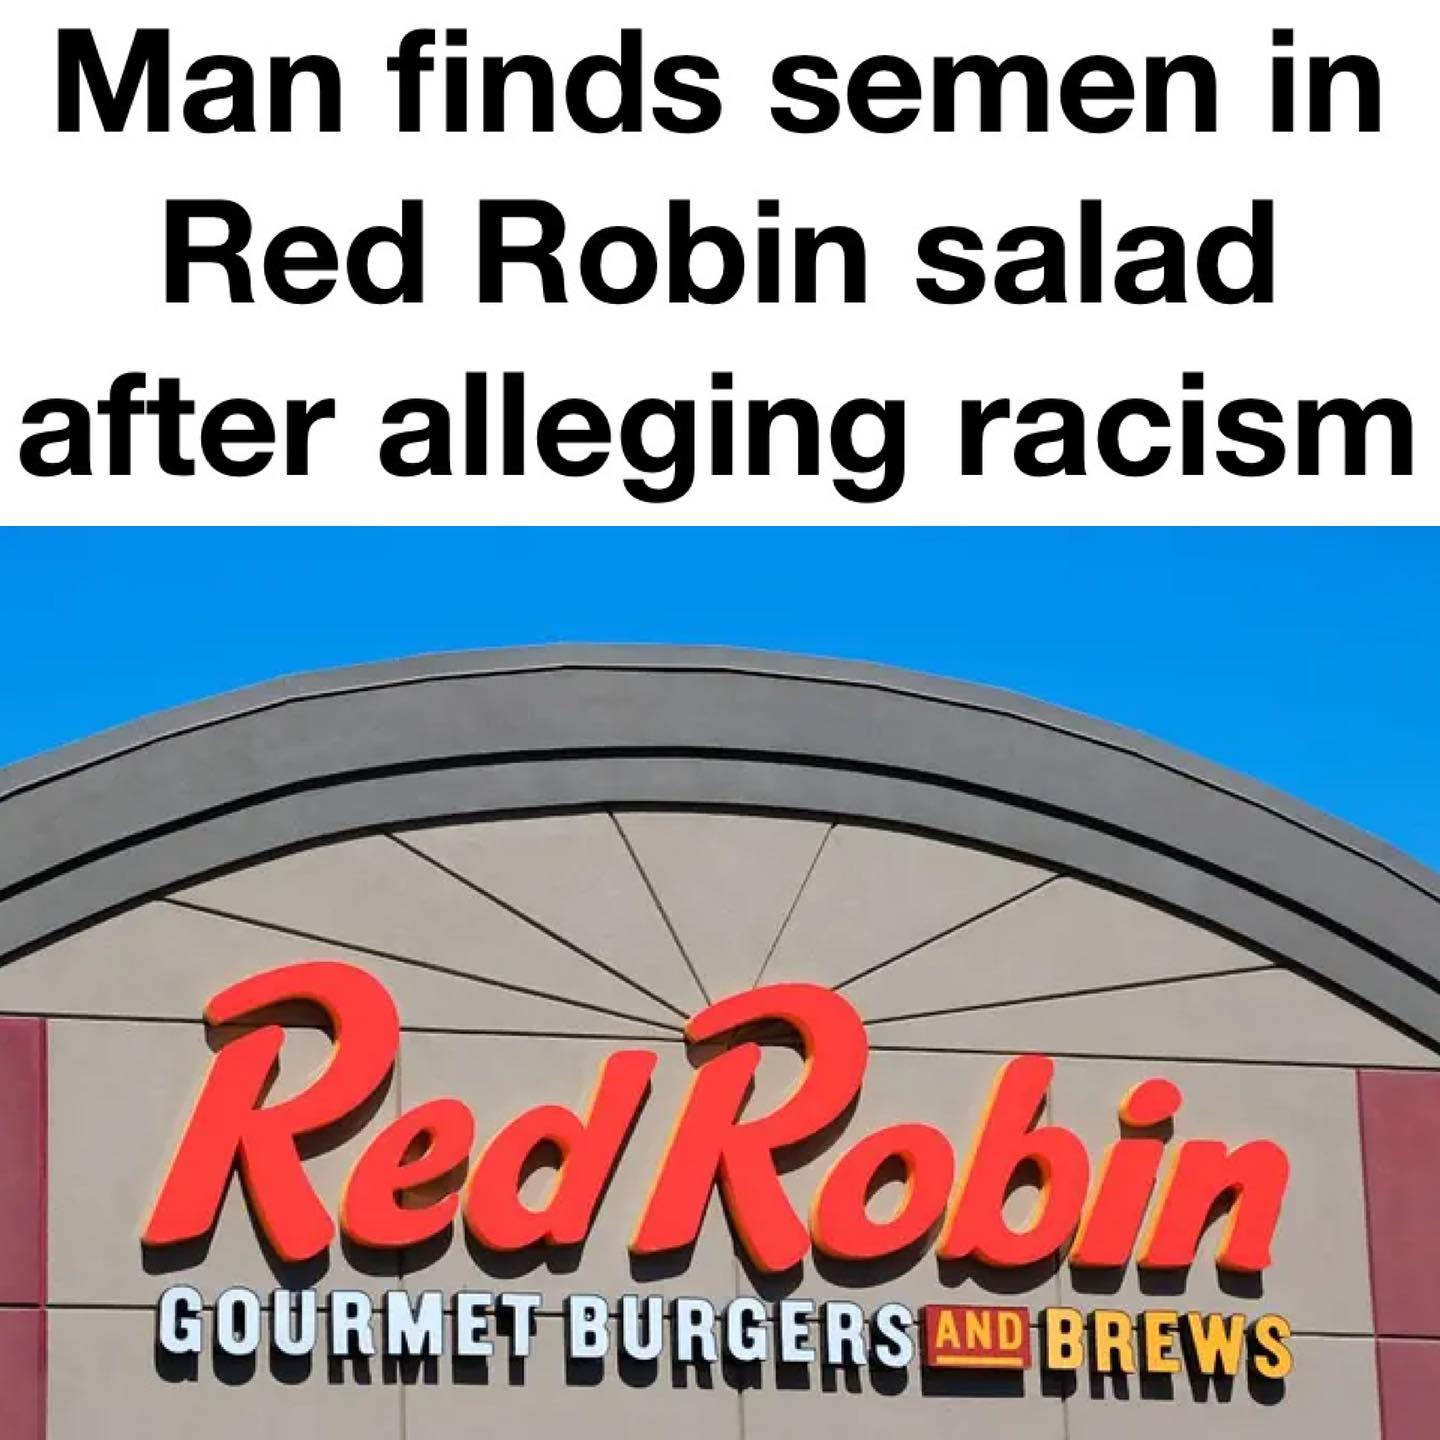 Man finds semen in
Red Robin salad
after alleging racism
Red Robin
GOURMET BURGERS AND BREWS